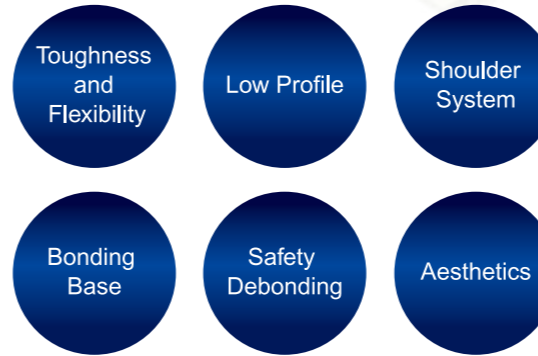 Toughness
and
Flexibility
Low Profile
Shoulder
System
Bonding
Base
Safety
Debonding
Aesthetics